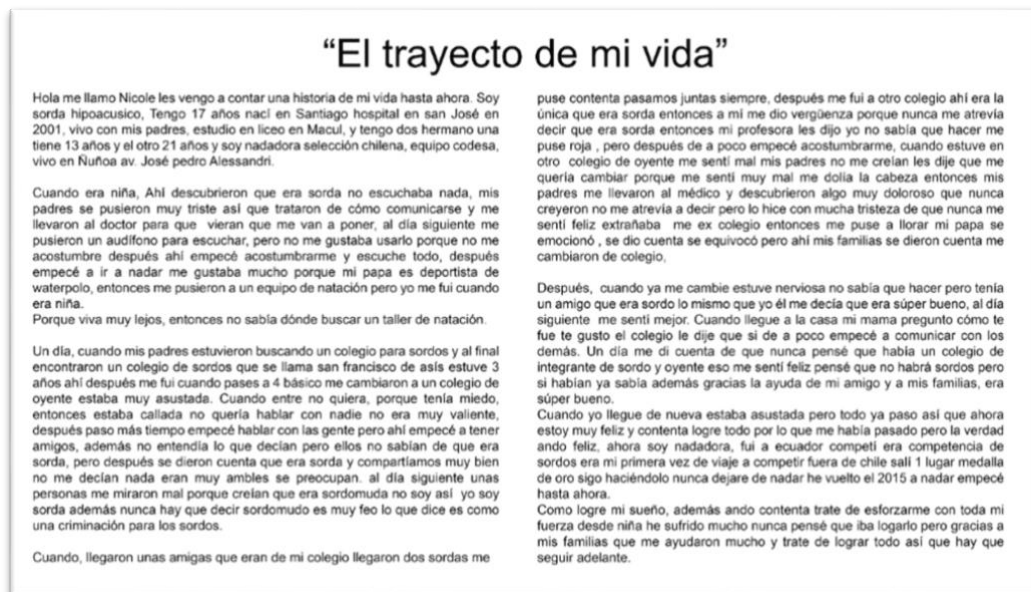 “El trayecto de mi vida”
Hola me llamo Nicole les vengo a contar una historia de mi vida hasta ahora. Soy
sorda hipoacusico, Tengo 17 años nací en Santiago hospital en san José en
2001, vivo con mis padres, estudio en liceo en Macul, y tengo dos hermano una
tiene 13 años y el otro 21 años y soy nadadora selección chilena, equipo codesa,
vivo en Ñuñoa av. José pedro Alessandri.
Cuando era niña, Ahí descubrieron que era sorda no escuchaba nada, mis
padres se pusieron muy triste así que trataron de cómo comunicarse y me
llevaron al doctor para que vieran que me van a poner, al día siguiente me
pusieron un audífono para escuchar, pero no me gustaba usarlo porque no me
acostumbre después ahí empecé acostumbrarme y escuche todo, después
empecé a ir a nadar me gustaba mucho porque mi papa es deportista de
waterpolo, entonces me pusieron a un equipo de natación pero yo me fui cuando
era niña.
Porque viva muy lejos, entonces no sabía dónde buscar un taller de natación.
Un día, cuando mis padres estuvieron buscando un colegio para sordos y al final
encontraron un colegio de sordos que se llama san francisco de asís estuve 3
años ahí después me fui cuando pases a 4 básico me cambiaron a un colegio de
oyente estaba muy asustada. Cuando entre no quiera, porque tenía miedo,
entonces estaba callada no quería hablar con nadie no era muy valiente,
después paso más tiempo empecé hablar con las gente pero ahí empecé a tener
amigos, además no entendía lo que decían pero ellos no sabían de que era
sorda, pero después se dieron cuenta que era sorda y compartíamos muy bien
no me decían nada eran muy ambles se preocupan. al día siguiente unas
personas me miraron mal porque creían que era sordomuda no soy así yo soy
sorda además nunca hay que decir sordomudo es muy feo lo que dice es como
una criminación para los sordos.
Cuando, llegaron unas amigas que eran de mi colegio llegaron dos sordas me
puse contenta pasamos juntas siempre, después me fui a otro colegio ahí era la
única que era sorda entonces a mí me dio vergüenza porque nunca me atrevía
decir que era sorda entonces mi profesora les dijo yo no sabía que hacer me
puse roja , pero después de a poco empecé acostumbrarme, cuando estuve en
otro colegio de oyente me sentí mal mis padres no me creían les dije que me
quería cambiar porque me sentí muy mal me dolía la cabeza entonces mis
padres me llevaron al médico y descubrieron algo muy doloroso que nunca
creyeron no me atrevía a decir pero lo hice con mucha tristeza de que nunca me
sentí feliz extrañaba me ex colegio entonces me puse a llorar mi papa se
emocionó , se dio cuenta se equivocó pero ahí mis familias se dieron cuenta me
cambiaron de colegio,
Después, cuando ya me cambie estuve nerviosa no sabía que hacer pero tenía
un amigo que era sordo lo mismo que yo él me decía que era súper bueno, al día
siguiente me sentí mejor. Cuando llegue a la casa mi mama pregunto cómo te
fue te gusto el colegio le dije que si de a poco empecé a comunicar con los
demás. Un día me di cuenta de que nunca pensé que había un colegio de
integrante de sordo y oyente eso me sentí feliz pensé que no habrá sordos pero
si habían ya sabía además gracias la ayuda de mi amigo y a mis familias, era
súper bueno.
Cuando yo llegue de nueva estaba asustada pero todo ya paso así que ahora
estoy muy feliz y contenta logre todo por lo que me había pasado pero la verdad
ando feliz, ahora soy nadadora, fui a ecuador competí era competencia de
sordos era mi primera vez de viaje a competir fuera de chile salí 1 lugar medalla
de oro sigo haciéndolo nunca dejare de nadar he vuelto el 2015 a nadar empecé
hasta ahora.
Como logre mi sueño, además ando contenta trate de esforzarme con toda mi
fuerza desde niña he sufrido mucho nunca pensé que iba logarlo pero gracias a
mis familias que me ayudaron mucho y trate de lograr todo así que hay que
seguir adelante.